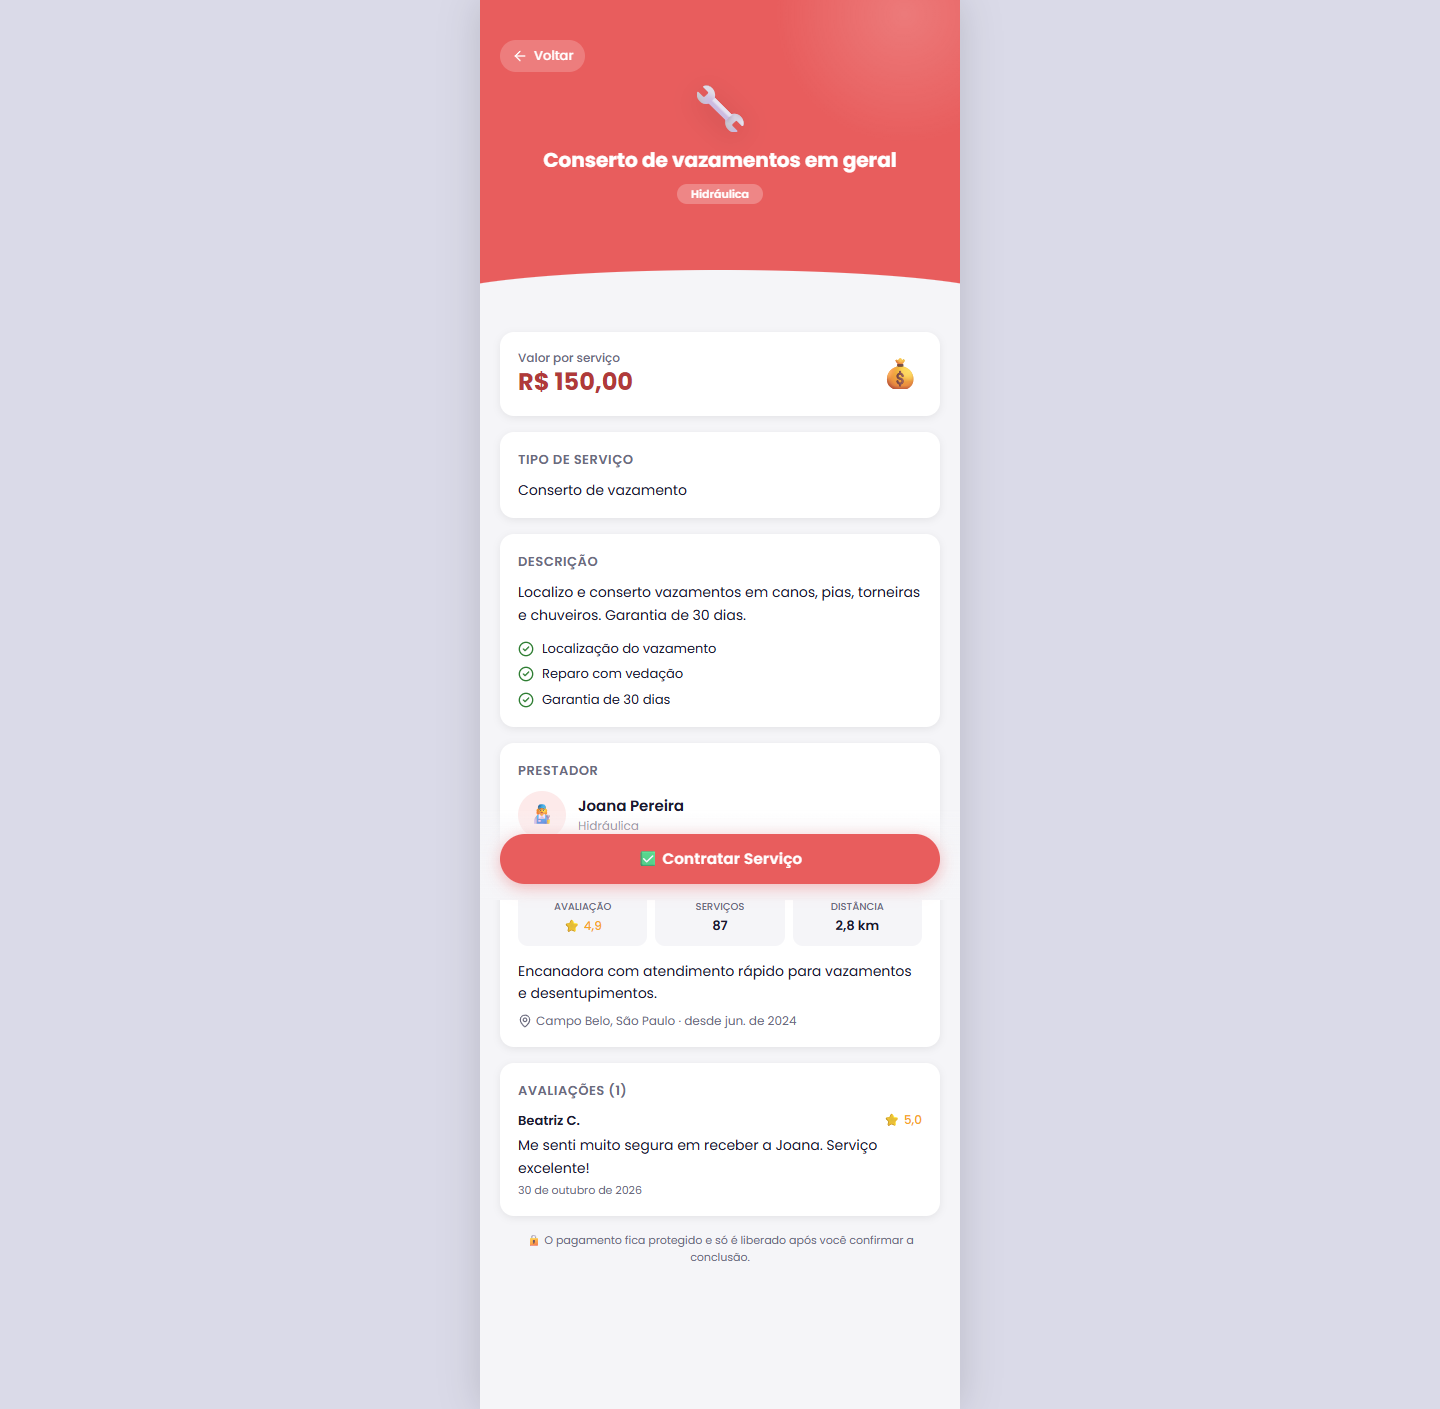 Voltar
Conserto de vazamentos em geral
Hidráulica
Valor por serviço
R$ 150,00
TIPO DE SERVIÇO
Conserto de vazamento
DESCRIÇÃO
Localizo e conserto vazamentos em canos, pias, torneiras
e chuveiros. Garantia de 30 dias.
Localização do vazamento
Reparo com vedação
Garantia de 30 dias
PRESTADOR
Joana Pereira
Hidráulica
Contratar Serviço
AVALIAÇÃO SERVIÇOS DISTÂNCIA
4,9 87 2,8 km
Encanadora com atendimento rápido para vazamentos
e desentupimentos.
Campo Belo, São Paulo · desde jun. de 2024
AVALIAÇÕES (1)
Beatriz C. 5,0
Me senti muito segura em receber a Joana. Serviço
excelente!
30 de outubro de 2026
O pagamento fica protegido e só é liberado após você confirmar a
conclusão.